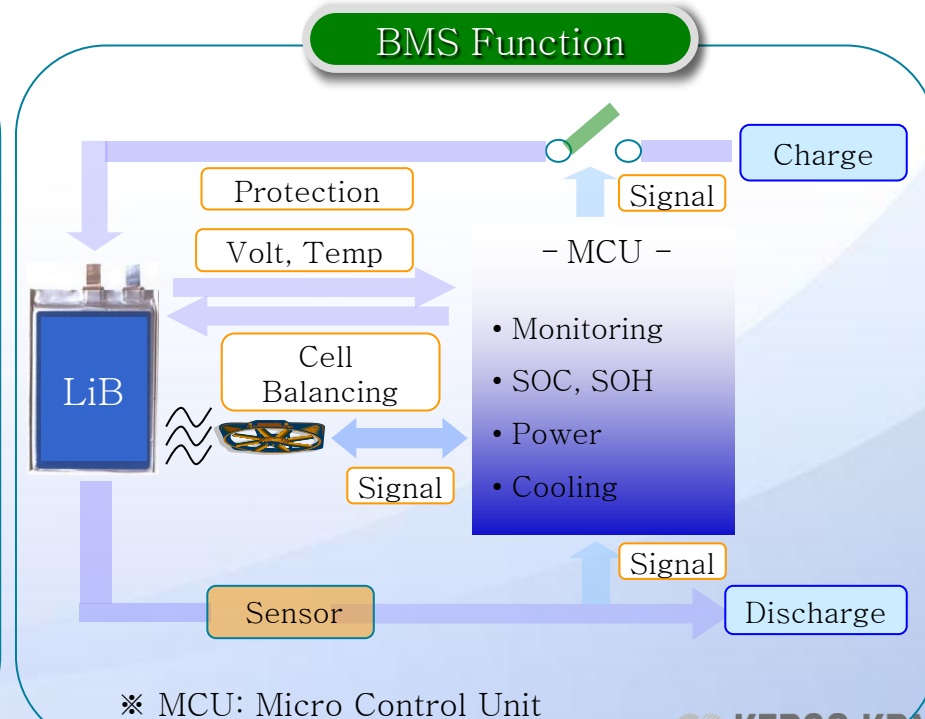 BMS Function
Charge
Protection
Signal
Volt, Temp
- MCU -
• Monitoring
• SOC, SOH
• Power
• Cooling
LiB
Cell
Balancing
Signal
Signal
Sensor
Discharge
※ MCU: Micro Control Unit